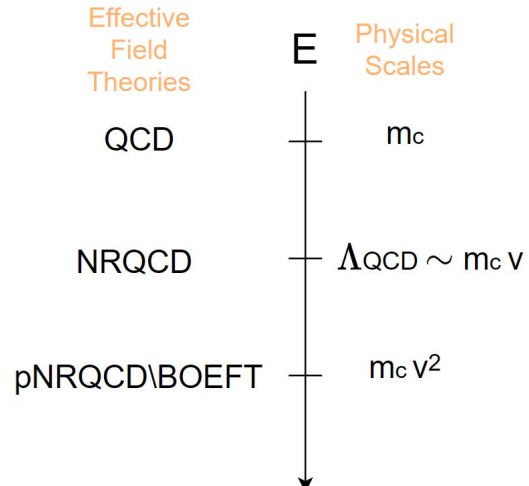 Effective
Field
Theories
E
Physical
Scales
QCD
mc
NRQCD
ΛQCD ∼ mc v
pNRQCD\BOEFT
mc v²